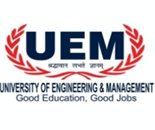 UEM
श्रद्धावान लभते ज्ञानम्
UNIVERSITY OF ENGINEERING & MANAGEMENT
Good Education, Good Jobs